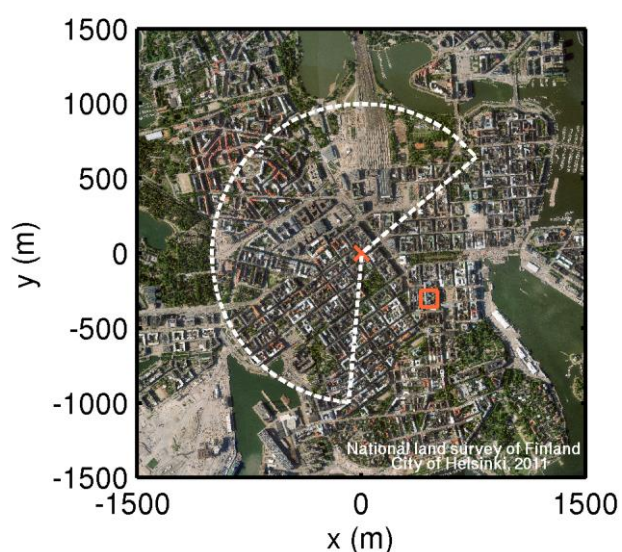 1500
1000
500
0
-500
-1000
-1500
y (m)
National land survey of Finland
City of Helsinki, 2011
-1500 0 1500
x (m)